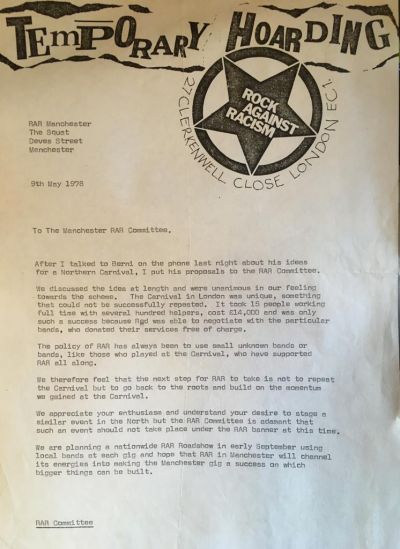 TEMPORARY HOARDING
ROCK
AGAINST
RACISM
27 CLERKENWELL CLOSE LONDON EC1.
RAR Manchester
The Squat
Devas Street
Manchester
9th May 1978
To The Manchester RAR Committee,
After I talked to Berni on the phone last night about his ideas
for a Northern Carnival, I put his proposals to the RAR Committee.
We discussed the idea at length and were unanimous in our feeling
towards the scheme. The Carnival in London was unique, something
that could not be successfully repeated. It took 15 people working
full time with several hundred helpers, cost £14,000 and was only
such a success because RAR was able to negotiate with the particular
bands, who donated their services free of charge.
The policy of RAR has always been to use small unknown bands or
bands, like those who played at the Carnival, who have supported
RAR all along.
We therefore feel that the next step for RAR to take is not to repeat
the Carnival but to go back to the roots and build on the momentum
we gained at the Carnival.
We appreciate your enthusiasm and understand your desire to stage a
similar event in the North but the RAR Committee is adamant that
such an event should not take place under the RAR banner at this time.
We are planning a nationwide RAR Roadshow in early September using
local bands at each gig and hope that RAR in Manchester will channel
its energies into making the Manchester gig a success on which
bigger things can be built.
RAR Committee